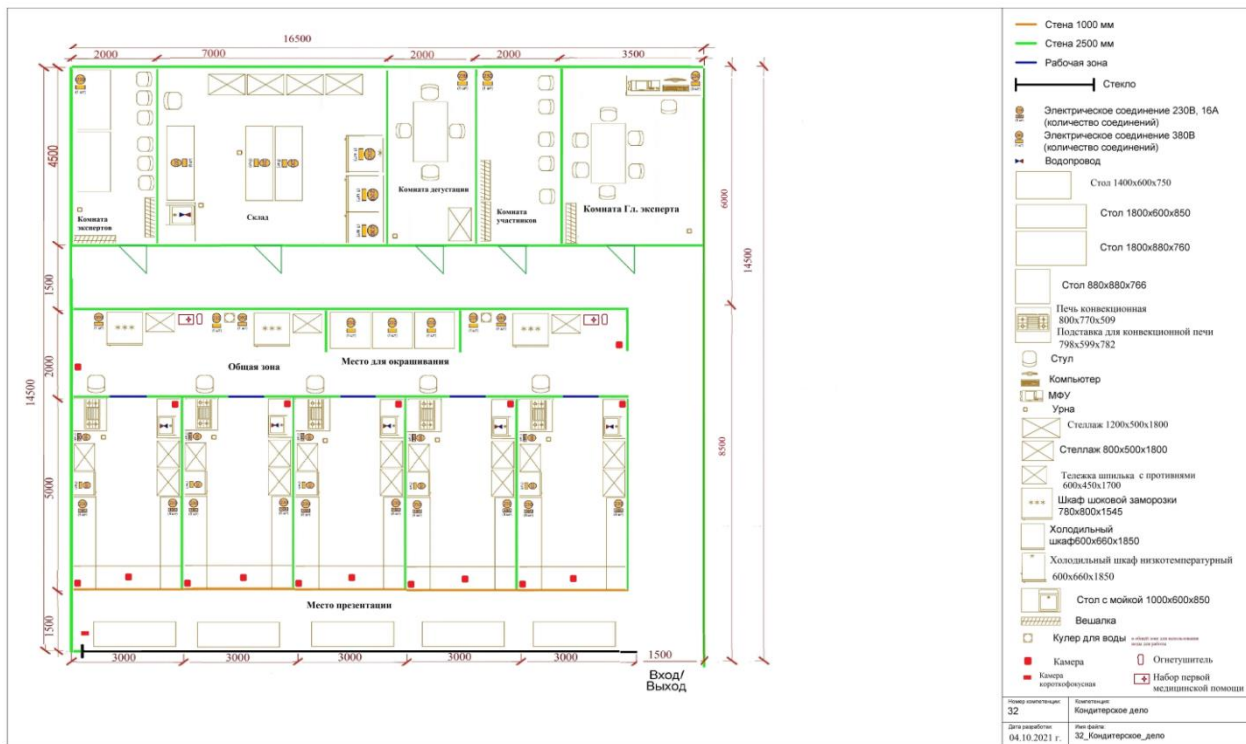 16500
2000
7000
2000
2000
3500
4500
6000
14500
Комната
экспертов
Склад
Комната дегустации
Комната
участников
Комната Гл. эксперта
1500
14500
2000
Общая зона
Место для окрашивания
8500
5000
Место презентации
1500
3000
3000
3000
3000
3000
1500
Вход/
Выход
Стена 1000 мм
Стена 2500 мм
Рабочая зона
Стекло
Электрическое соединение 230В, 16А
(количество соединений)
Электрическое соединение 380В
(количество соединений)
Водопровод
Стол 1400х600х750
Стол 1800х600х850
Стол 1800х880х760
Стол 880х880х766
Печь конвекционная
800х770х509
Подставка для конвекционной печи
798х599х782
Стул
Компьютер
МФУ
Урна
Стеллаж 1200х500х1800
Стеллаж 800х500х1800
Тележка шпилька с противнями
600х450х1700
Шкаф шоковой заморозки
780х800х1545
Холодильный
шкаф600х660х1850
Холодильный шкаф низкотемпературный
600х660х1850
Стол с мойкой 1000х600х850
Вешалка
Кулер для воды
Камера
Огнетушитель
Камера
короткофокусная
Набор первой
медицинской помощи
Номер компетенции:
32
Компетенция:
Кондитерское дело
Дата разработки:
04.10.2021 г.
Имя файла:
32_Кондитерское_дело